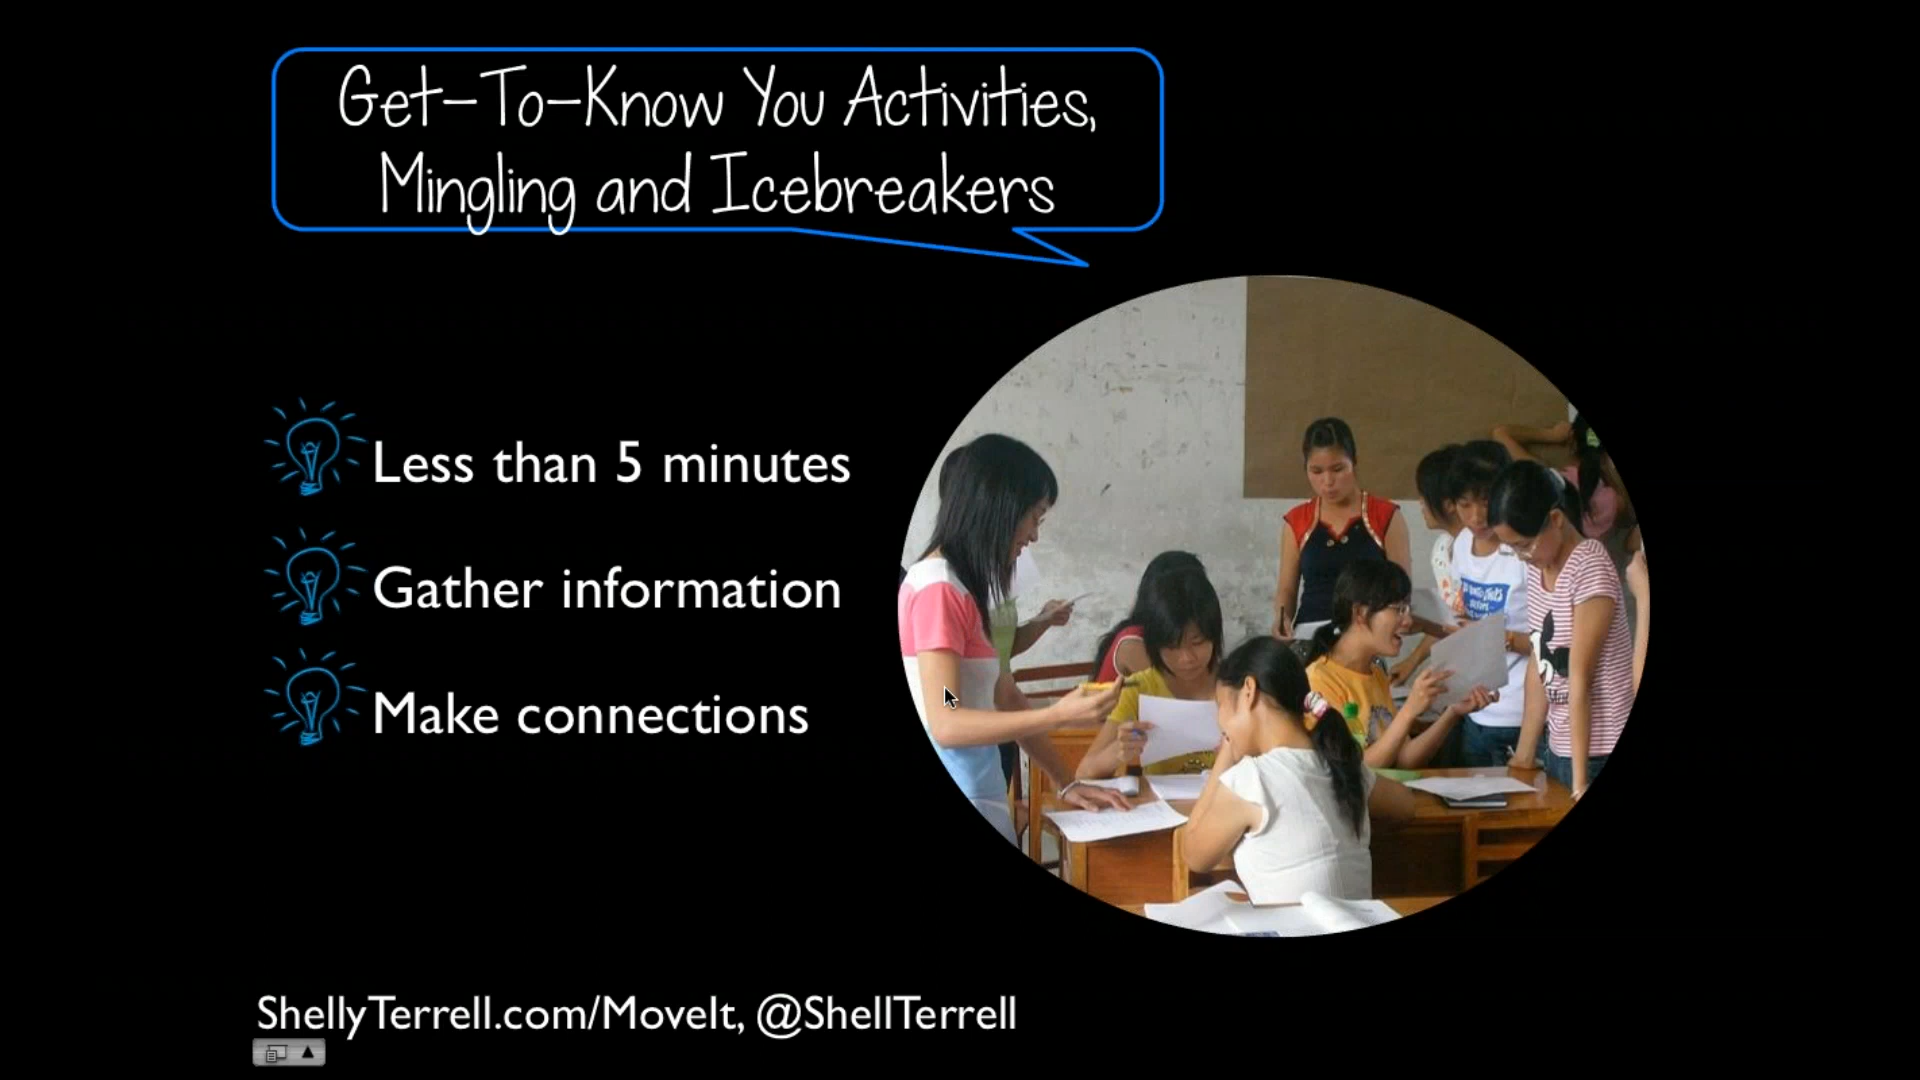 Get-To-Know You Activities,
Mingling and Icebreakers
Less than 5 minutes
Gather information
Make connections
ShellyTerrell.com/MoveIt, @ShellTerrell